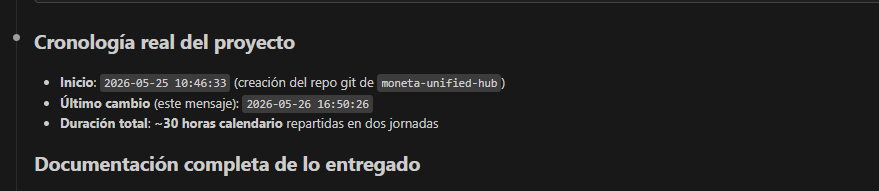 Cronología real del proyecto
Inicio: 2026-05-25 10:46:33 (creación del repo git de moneta-unified-hub)
Último cambio (este mensaje): 2026-05-26 16:50:26
Duración total: ~30 horas calendario repartidas en dos jornadas
Documentación completa de lo entregado